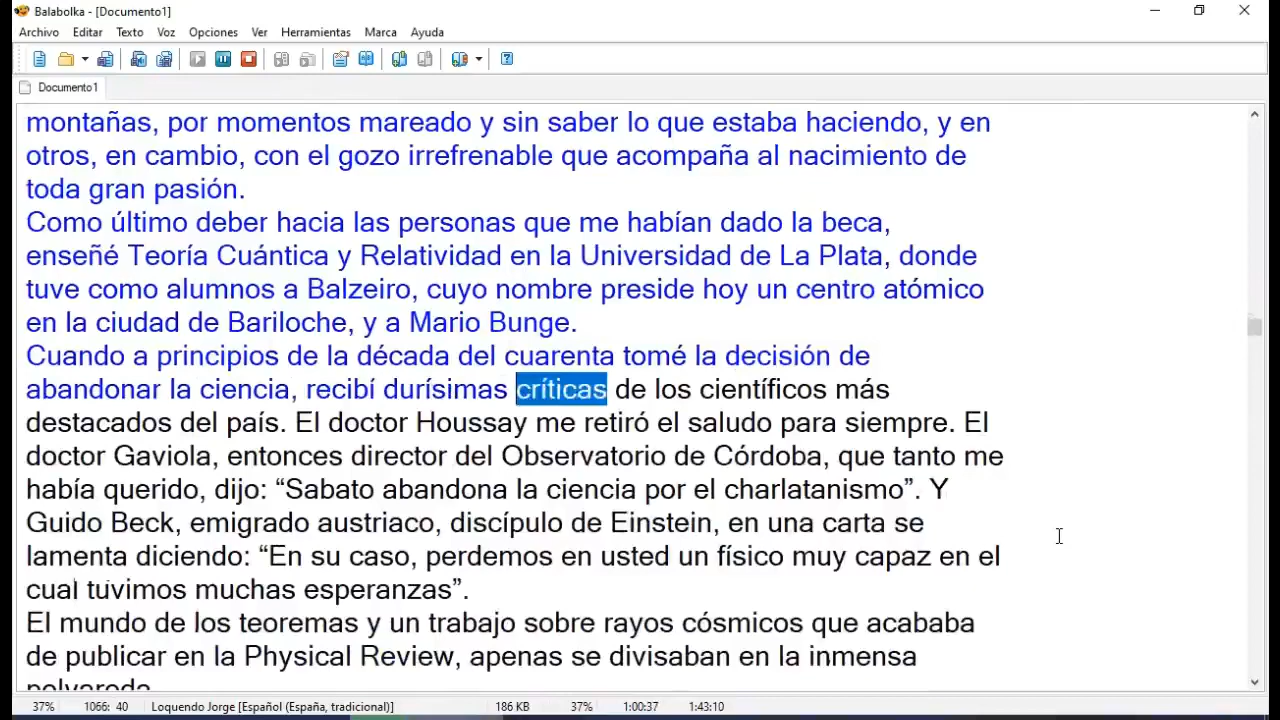 Balabolka - [Documento1]
Archivo Editar Texto Voz Opciones Ver Herramientas Marca Ayuda
Documento1
montañas, por momentos mareado y sin saber lo que estaba haciendo, y en
otros, en cambio, con el gozo irrefrenable que acompaña al nacimiento de
toda gran pasión.
Como último deber hacia las personas que me habían dado la beca,
enseñé Teoría Cuántica y Relatividad en la Universidad de La Plata, donde
tuve como alumnos a Balzeiro, cuyo nombre preside hoy un centro atómico
en la ciudad de Bariloche, y a Mario Bunge.
Cuando a principios de la década del cuarenta tomé la decisión de
abandonar la ciencia, recibí durísimas críticas de los científicos más
destacados del país. El doctor Houssay me retiró el saludo para siempre. El
doctor Gaviola, entonces director del Observatorio de Córdoba, que tanto me
había querido, dijo: “Sabato abandona la ciencia por el charlatanismo”. Y
Guido Beck, emigrado austriaco, discípulo de Einstein, en una carta se
lamenta diciendo: “En su caso, perdemos en usted un físico muy capaz en el
cual tuvimos muchas esperanzas”.
El mundo de los teoremas y un trabajo sobre rayos cósmicos que acababa
de publicar en la Physical Review, apenas se divisaban en la inmensa
polvareda
37% 1066: 40 Loquendo Jorge [Español (España, tradicional)] 186 KB 37% 1:00:37 1:43:10